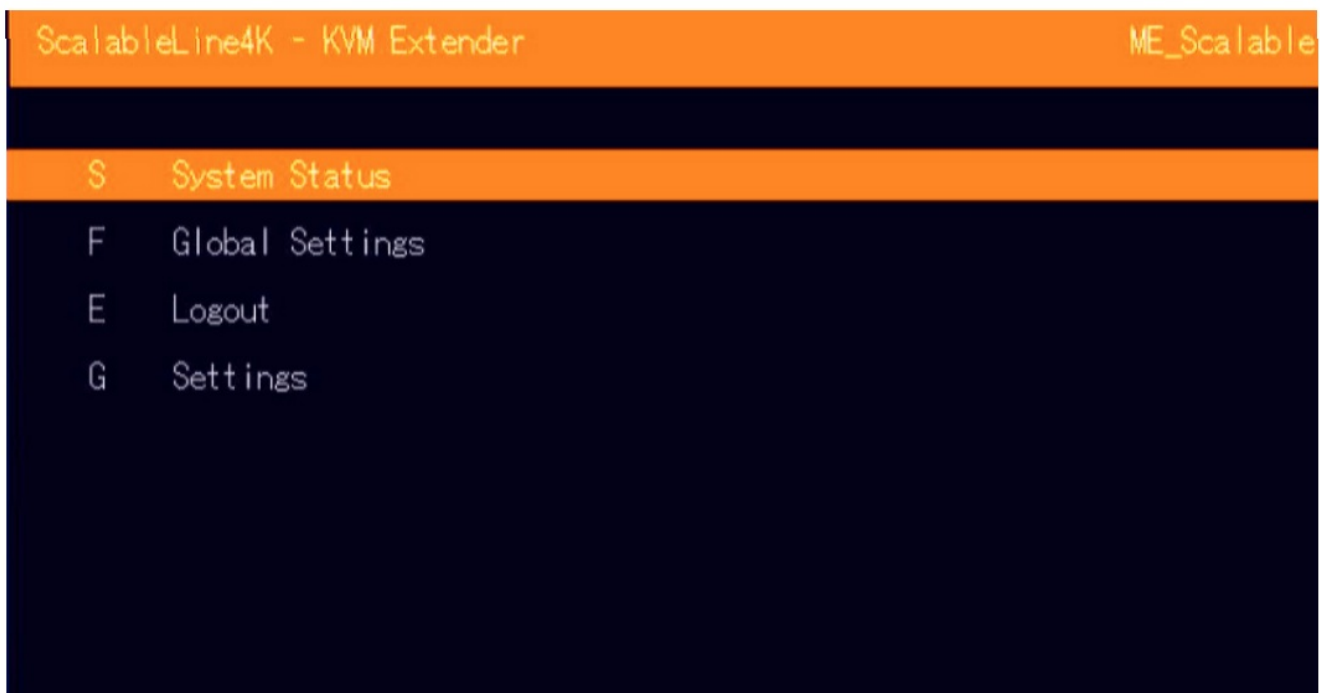 ScalableLine4K - KVM Extender ME_Scalable
S System Status
F Global Settings
E Logout
G Settings